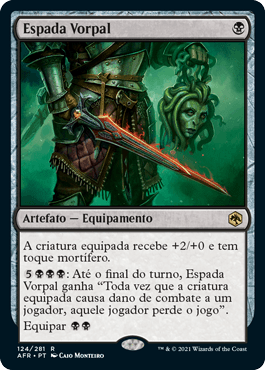 Espada Vorpal
Artefato — Equipamento
A criatura equipada recebe +2/+0 e tem
toque mortífero.
5: Até o final do turno, Espada
Vorpal ganha “Toda vez que a criatura
equipada causa dano de combate a um
jogador, aquele jogador perde o jogo”.
Equipar
124/281 R
AFR • PT CAIO MONTEIRO
™ & © 2021 Wizards of the Coast